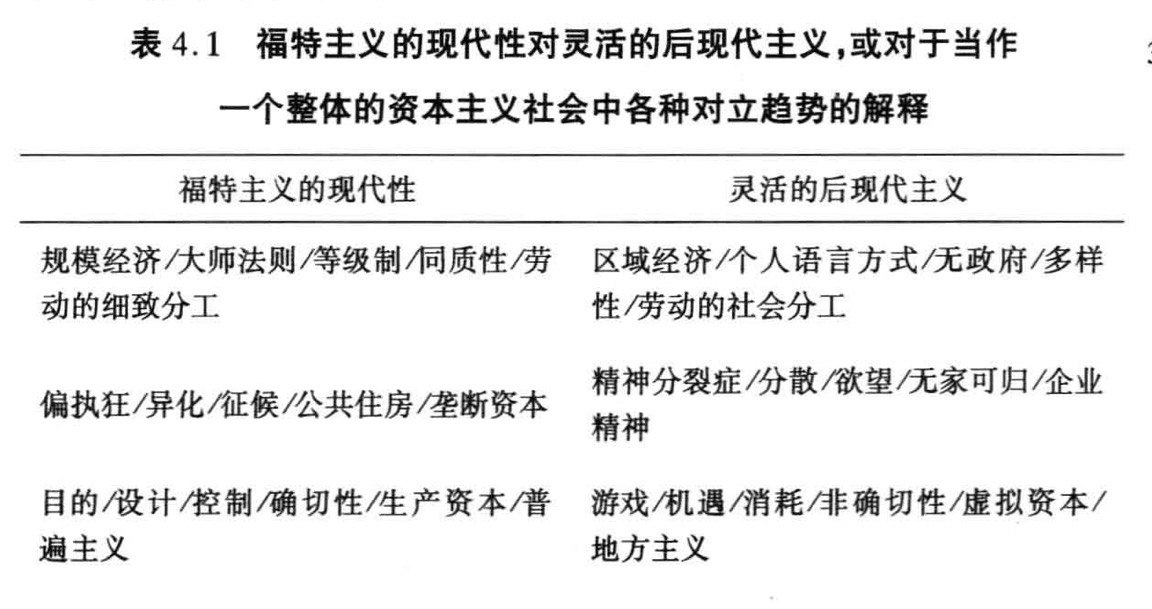 表 4.1 福特主义的现代性对灵活的后现代主义,或对于当作
一个整体的资本主义社会中各种对立趋势的解释
福特主义的现代性
灵活的后现代主义
规模经济/大师法则/等级制/同质性/劳
动的细致分工
区域经济/个人语言方式/无政府/多样
性/劳动的社会分工
偏执狂/异化/征候/公共住房/垄断资本
精神分裂症/分散/欲望/无家可归/企业
精神
目的/设计/控制/确切性/生产资本/普
遍主义
游戏/机遇/消耗/非确切性/虚拟资本/
地方主义